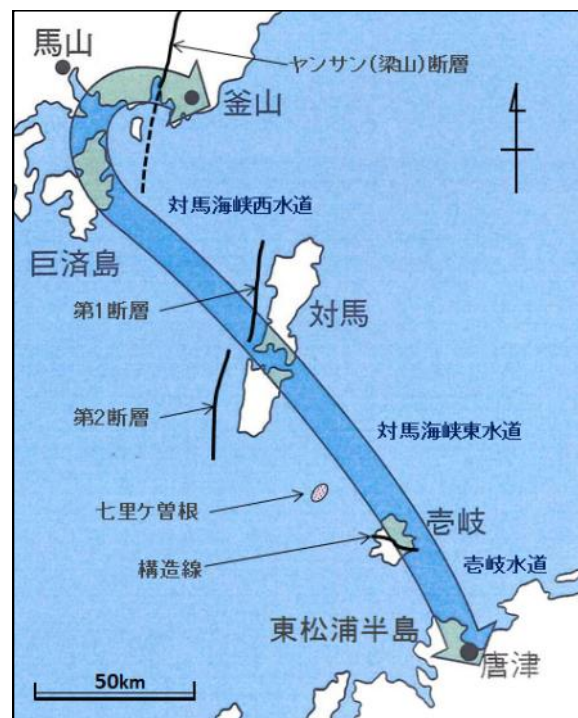 馬山
ヤンサン(梁山)断層
釜山
対馬海峡西水道
巨済島
第1断層
対馬
第2断層
対馬海峡東水道
七里ケ曽根
壱岐
構造線
壱岐水道
東松浦半島
唐津
50km